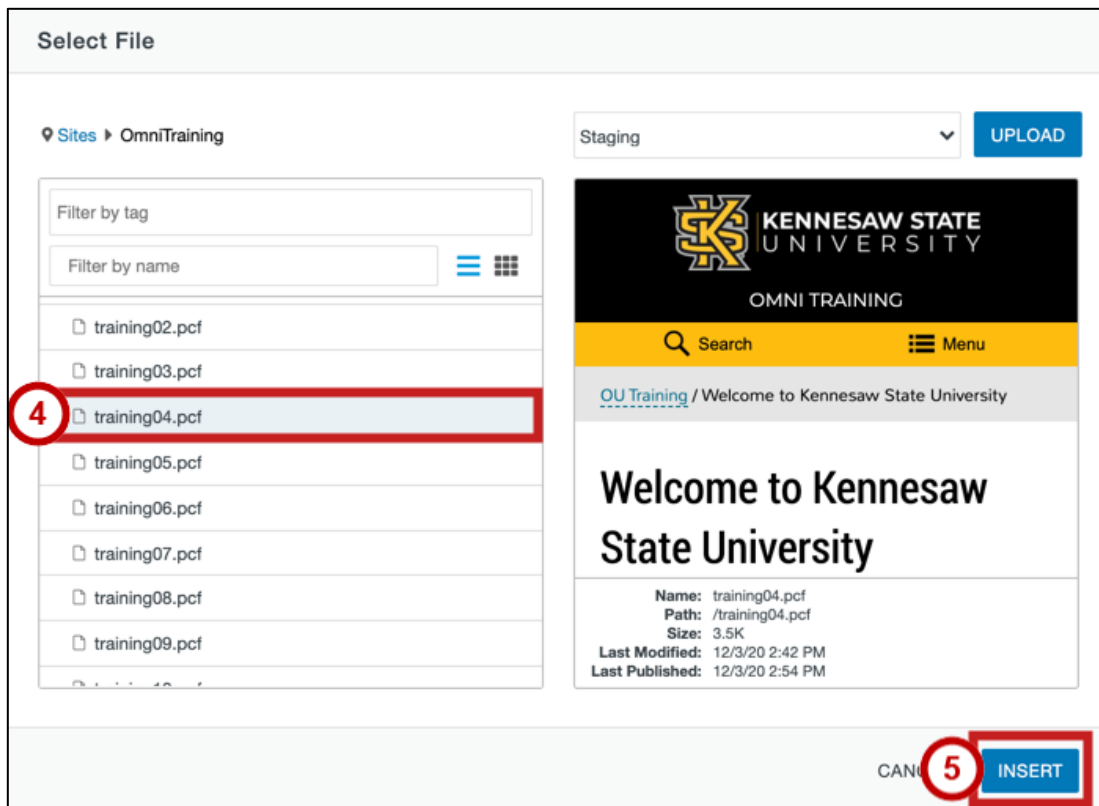 Select File
Sites OmniTraining
Staging
UPLOAD
Filter by tag
Filter by name
training02.pcf
training03.pcf
4
training04.pcf
training05.pcf
training06.pcf
training07.pcf
training08.pcf
training09.pcf
KS
KENNESAW STATE
UNIVERSITY
OMNI TRAINING
Search Menu
OU Training / Welcome to Kennesaw State University
Welcome to Kennesaw
State University
Name: training04.pcf
Path: /training04.pcf
Size: 3.5K
Last Modified: 12/3/20 2:42 PM
Last Published: 12/3/20 2:54 PM
5
INSERT